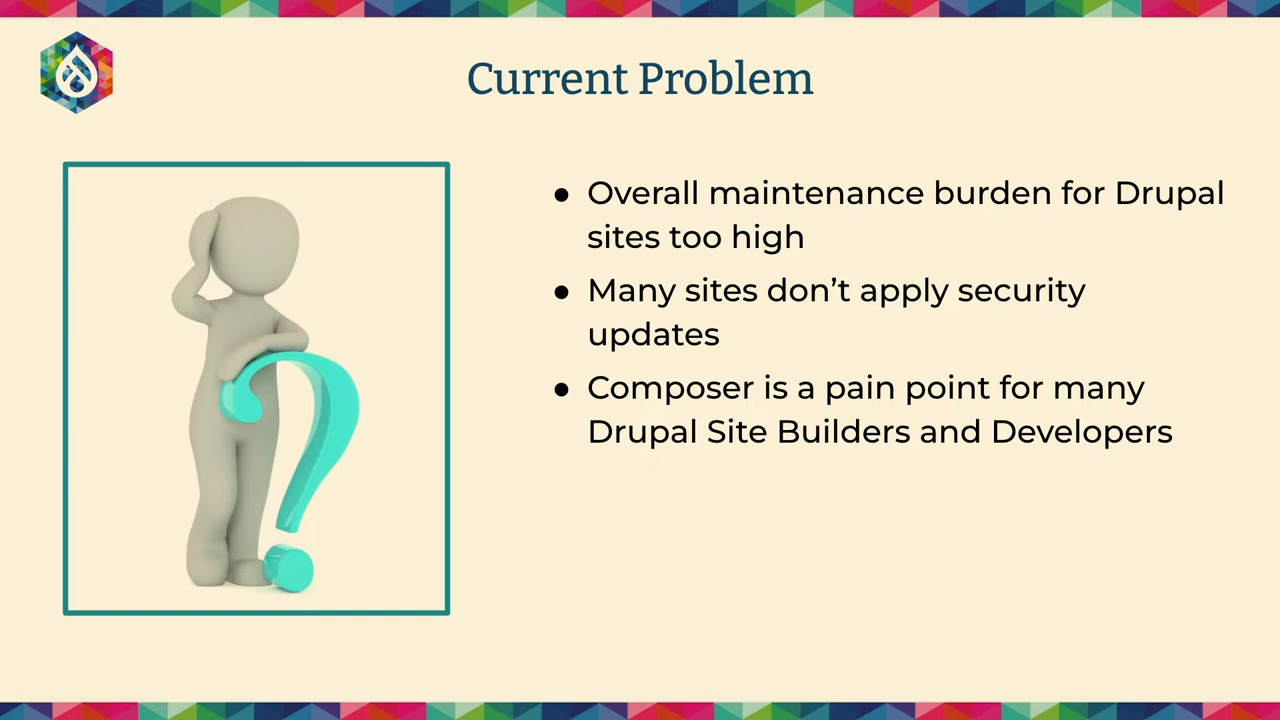 Current Problem
● Overall maintenance burden for Drupal
sites too high
● Many sites don’t apply security
updates
● Composer is a pain point for many
Drupal Site Builders and Developers